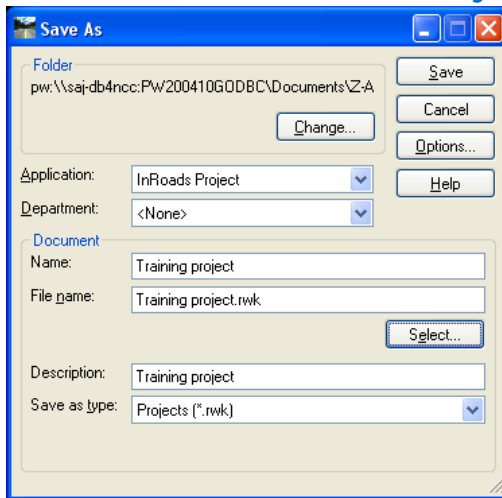 Save As
Folder
pw:\\saj-db4ncc:PW200410GODBC\Documents\Z-A
Change...
Save
Cancel
Options...
Help
Application: InRoads Project
Department: <None>
Document
Name: Training project
File name: Training project.rwk
Select...
Description: Training project
Save as type: Projects (*.rwk)